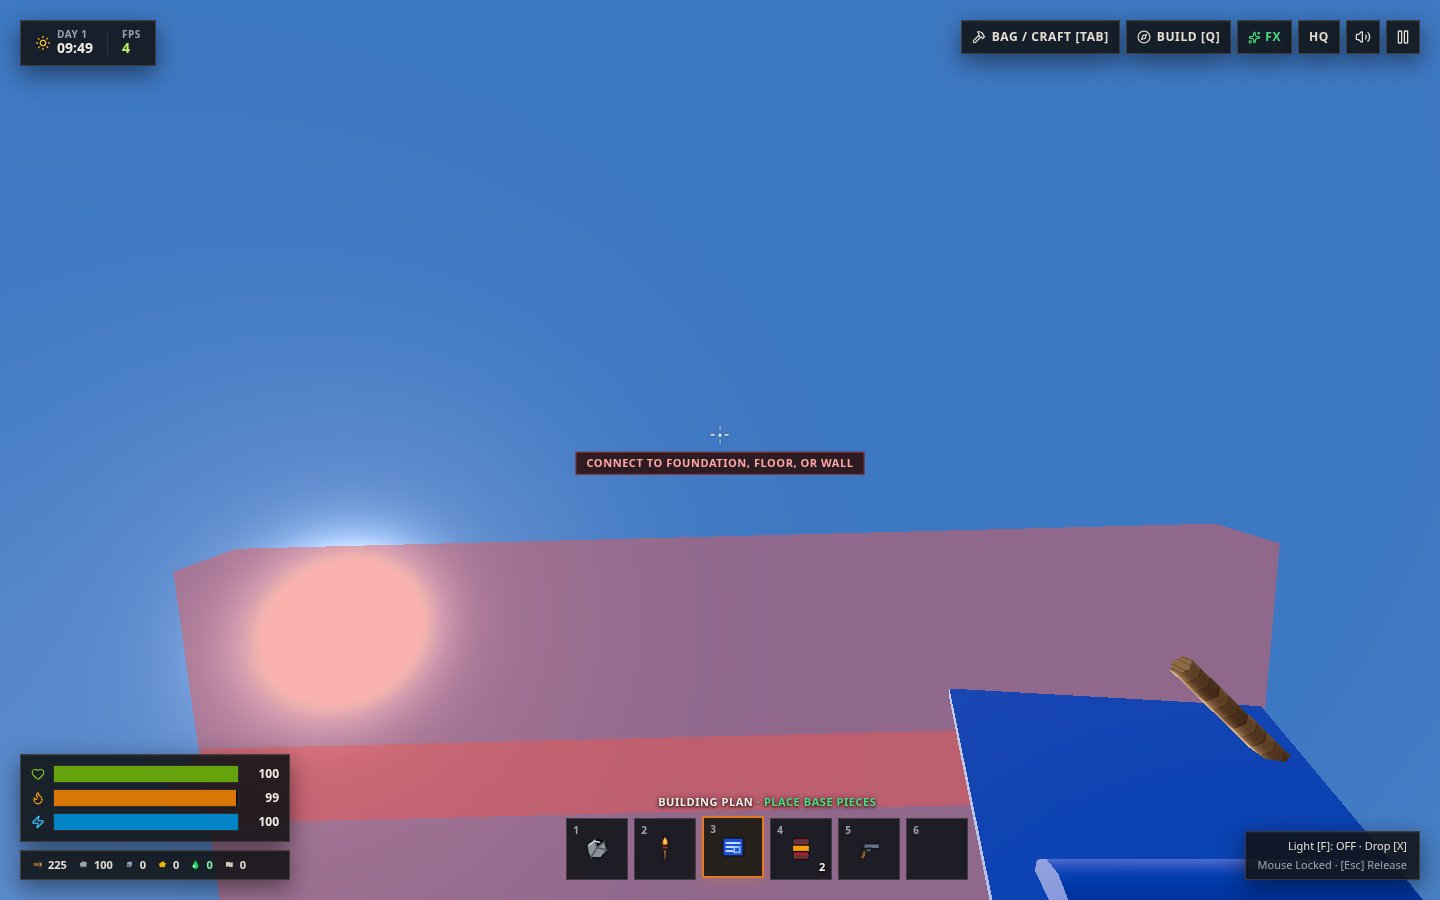 DAY 1
09:49
FPS
4
BAG / CRAFT [TAB]
BUILD [Q]
FX
HQ
CONNECT TO FOUNDATION, FLOOR, OR WALL
100
99
100
225 100 0 0 0 0
BUILDING PLAN · PLACE BASE PIECES
1 2 3 4 5 6
2
Light [F]: OFF · Drop [X]
Mouse Locked · [Esc] Release